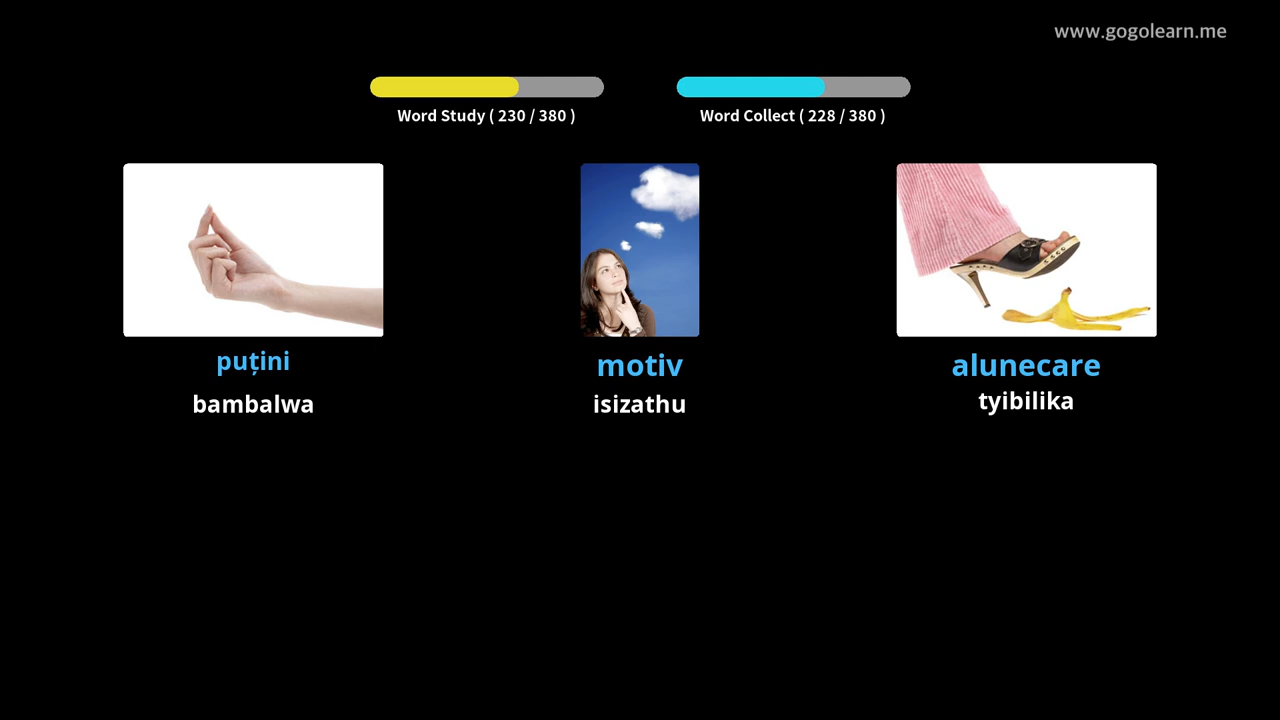 www.gogolearn.me
Word Study ( 230 / 380 )
Word Collect ( 228 / 380 )
puțini
bambalwa
motiv
isizathu
alunecare
tyibilika